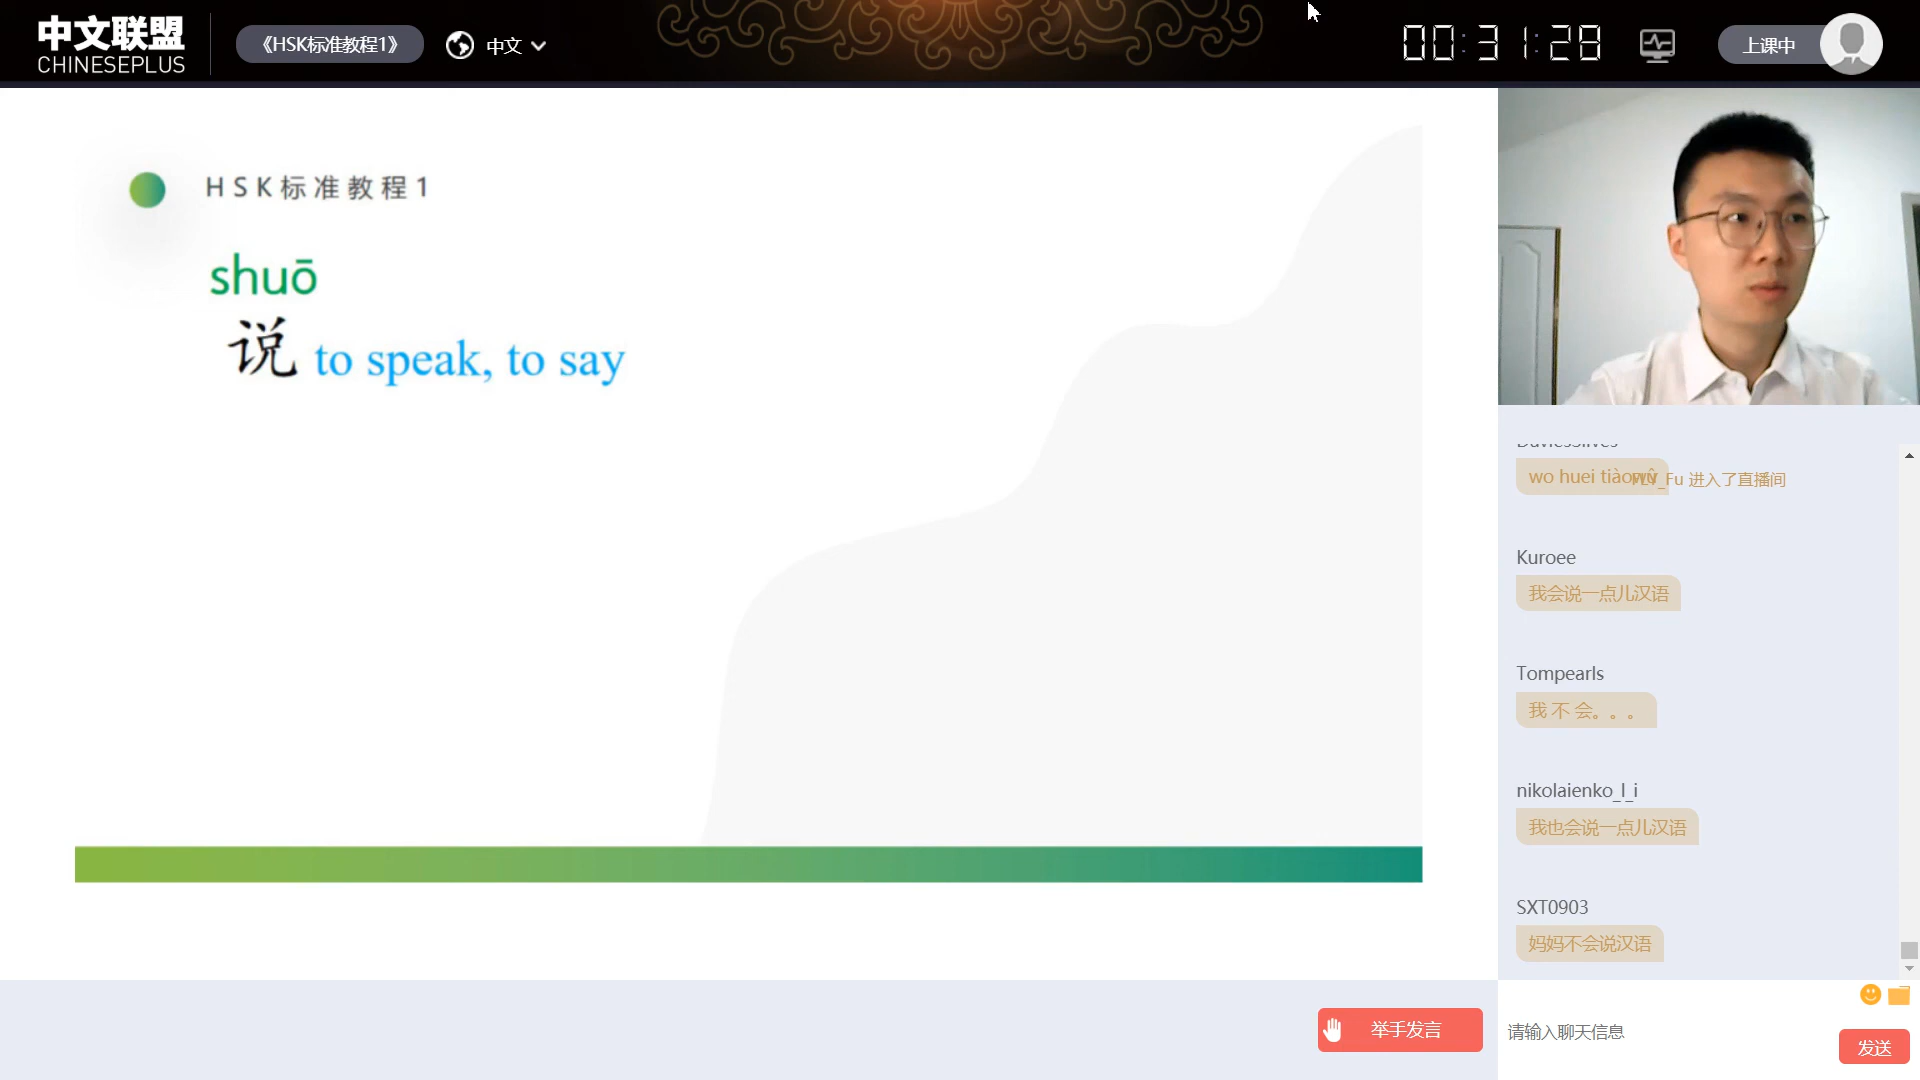 中文联盟
CHINESEPLUS
《HSK标准教程1》
中文
00:31:28
上课中
HSK标准教程1
shuō
说 to speak, to say
wo huei tiàowǔ
FLY_Fu 进入了直播间
Kuroee
我会说一点儿汉语
Tompearls
我 不 会。。。
nikolaienko_l_i
我也会说一点儿汉语
SXT0903
妈妈不会说汉语
举手发言
请输入聊天信息
发送